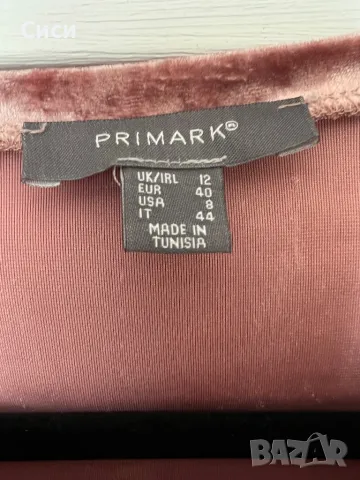 Сиси
PRIMARK®
UK/IRL 12
EUR 40
USA 8
IT 44
MADE IN
TUNISIA
BAZAR